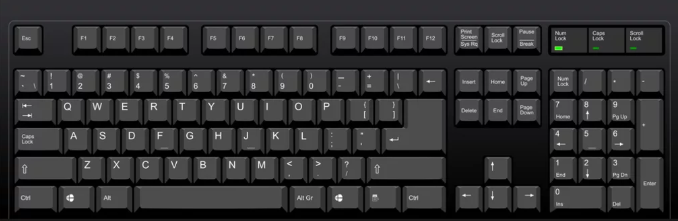 Esc F1 F2 F3 F4 F5 F6 F7 F8 F9 F10 F11 F12 Print Screen Sys Rq Scroll Lock Pause Break Num Lock Caps Lock Scroll Lock
~ - \ ! 1 @ 2 # 3 $ 4 % 5 ^ 6 & 7 * 8 ( 9 ) 0 + = | \ Insert Home Page Up Num Lock / * -
Q W E R T Y U I O P { [ } ] Delete End Page Down 7 Home 8 9 Pg Up +
Caps Lock A S D F G H J K L : ; " ' 4 5 6
Z X C V B N M < , > . ? / 1 End 2 3 Pg Dn Enter
Ctrl Alt Alt Gr Ctrl 0 Ins . Del